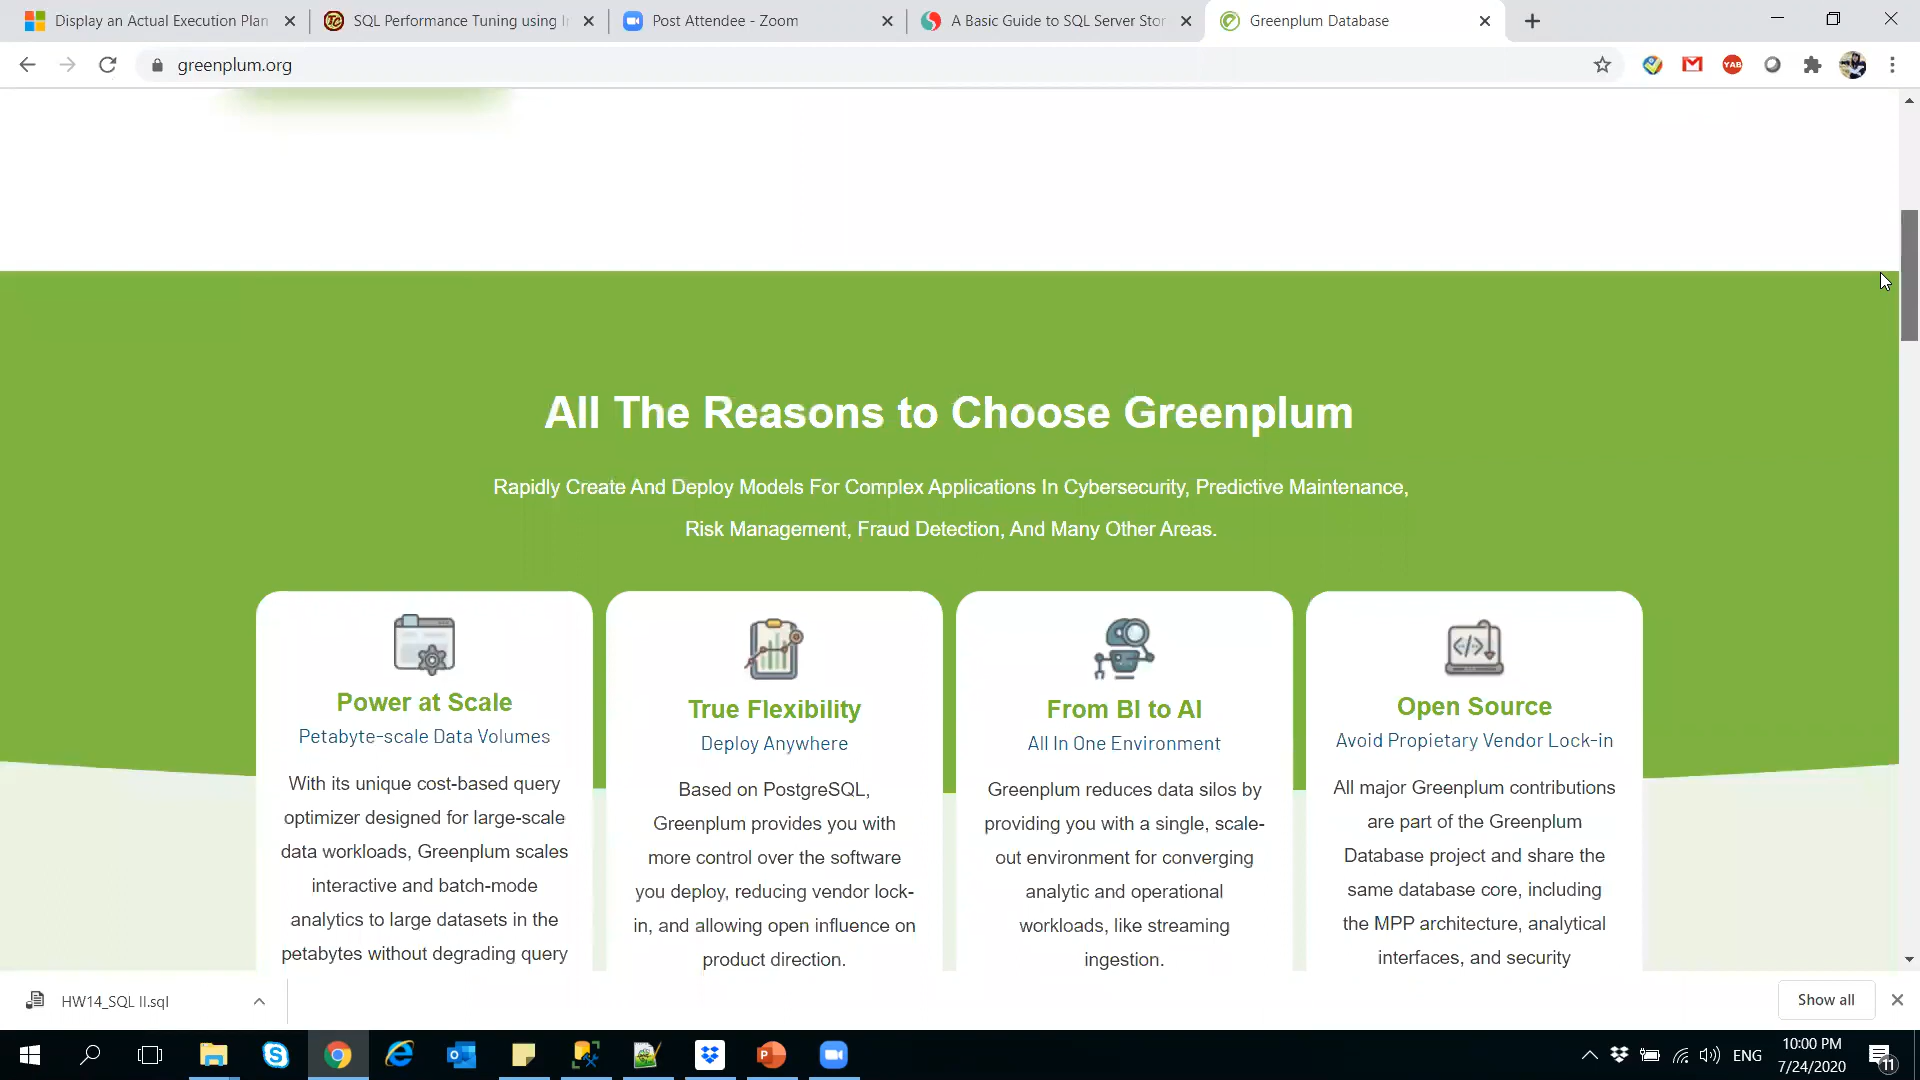 Display an Actual Execution Plan
SQL Performance Tuning using I
Post Attendee - Zoom
A Basic Guide to SQL Server Stor
Greenplum Database
greenplum.org
YAB
All The Reasons to Choose Greenplum
Rapidly Create And Deploy Models For Complex Applications In Cybersecurity, Predictive Maintenance,
Risk Management, Fraud Detection, And Many Other Areas.
Power at Scale
Petabyte-scale Data Volumes
With its unique cost-based query
optimizer designed for large-scale
data workloads, Greenplum scales
interactive and batch-mode
analytics to large datasets in the
petabytes without degrading query
True Flexibility
Deploy Anywhere
Based on PostgreSQL,
Greenplum provides you with
more control over the software
you deploy, reducing vendor lock-
in, and allowing open influence on
product direction.
From BI to AI
All In One Environment
Greenplum reduces data silos by
providing you with a single, scale-
out environment for converging
analytic and operational
workloads, like streaming
ingestion.
Open Source
Avoid Propietary Vendor Lock-in
All major Greenplum contributions
are part of the Greenplum
Database project and share the
same database core, including
the MPP architecture, analytical
interfaces, and security
HW14_SQL II.sql
Show all
ENG
10:00 PM
7/24/2020
11